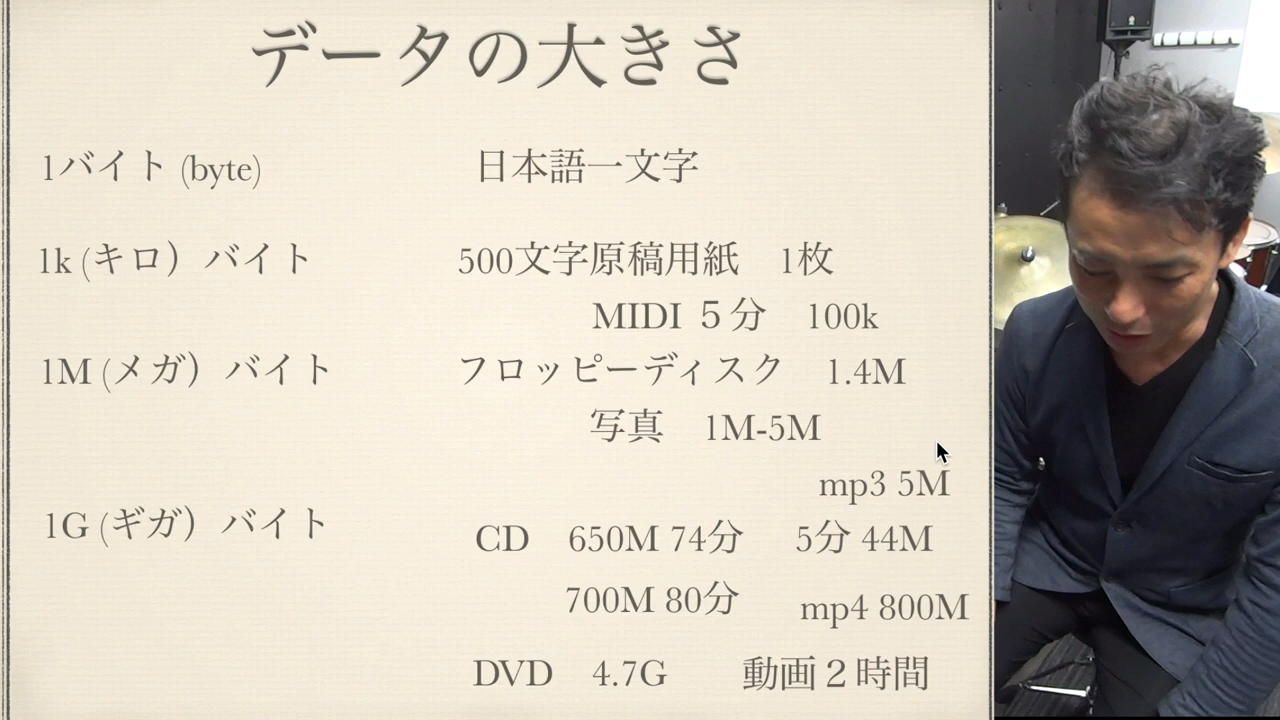 データの大きさ
1バイト (byte) 日本語一文字
1k (キロ）バイト 500文字原稿用紙 1枚
MIDI ５分 100k
1M (メガ）バイト フロッピーディスク 1.4M
写真 1M-5M
mp3 5M
1G (ギガ）バイト
CD 650M 74分 5分 44M
700M 80分 mp4 800M
DVD 4.7G 動画２時間